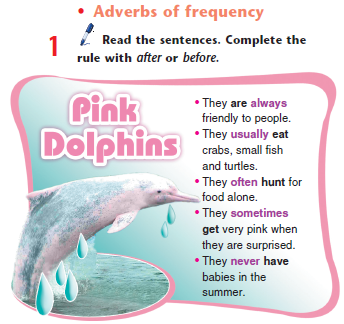 • Adverbs of frequency
1 Read the sentences. Complete the
rule with after or before.
Pink
Dolphins
• They are always
friendly to people.
• They usually eat
crabs, small fish
and turtles.
• They often hunt for
food alone.
• They sometimes
get very pink when
they are surprised.
• They never have
babies in the
summer.